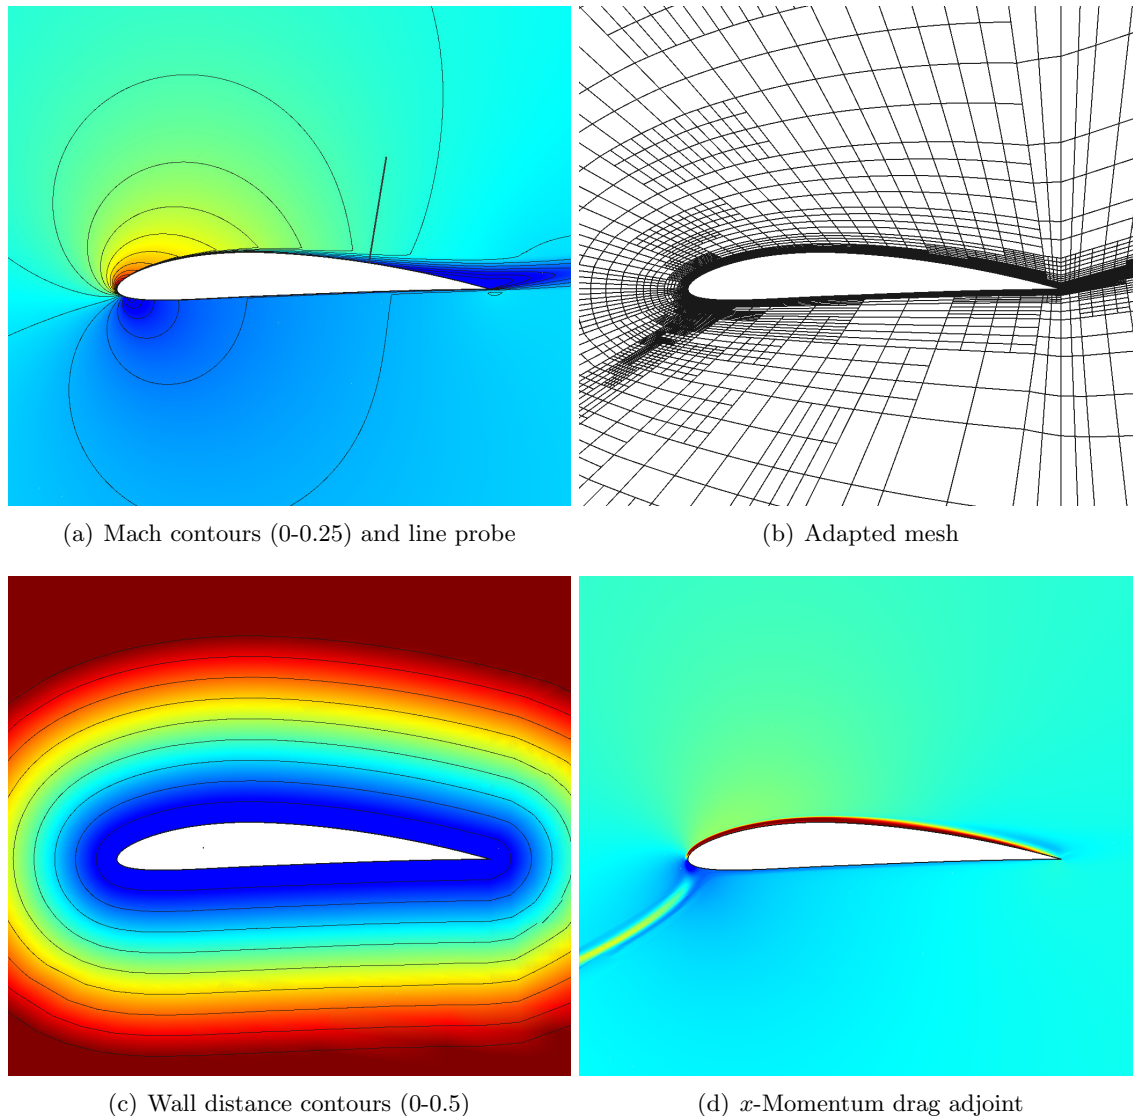 (a) Mach contours (0-0.25) and line probe
(b) Adapted mesh
(c) Wall distance contours (0-0.5)
(d) x-Momentum drag adjoint